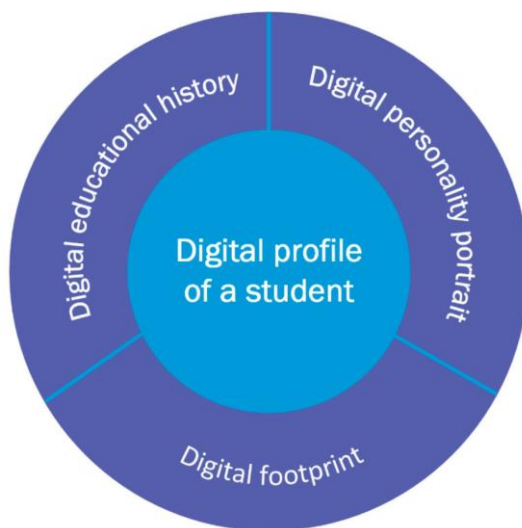 Digital educational history
Digital personality portrait
Digital profile
of a student
Digital footprint